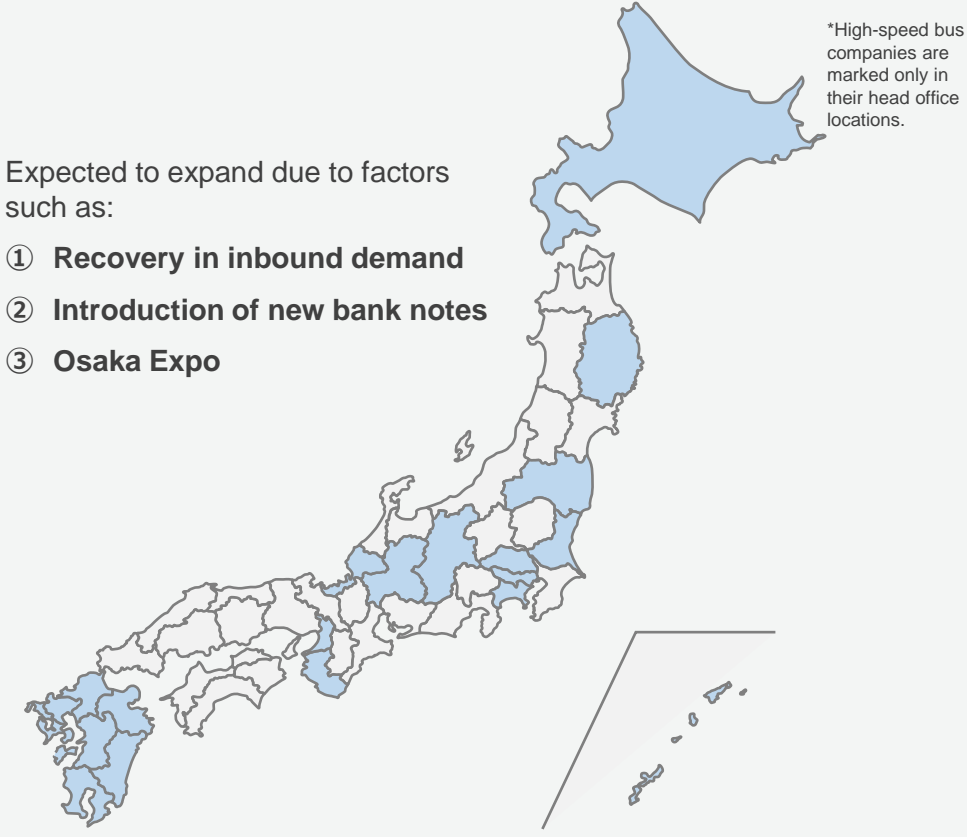 *High-speed bus
companies are
marked only in
their head office
locations.
Expected to expand due to factors
such as:
① Recovery in inbound demand
② Introduction of new bank notes
③ Osaka Expo